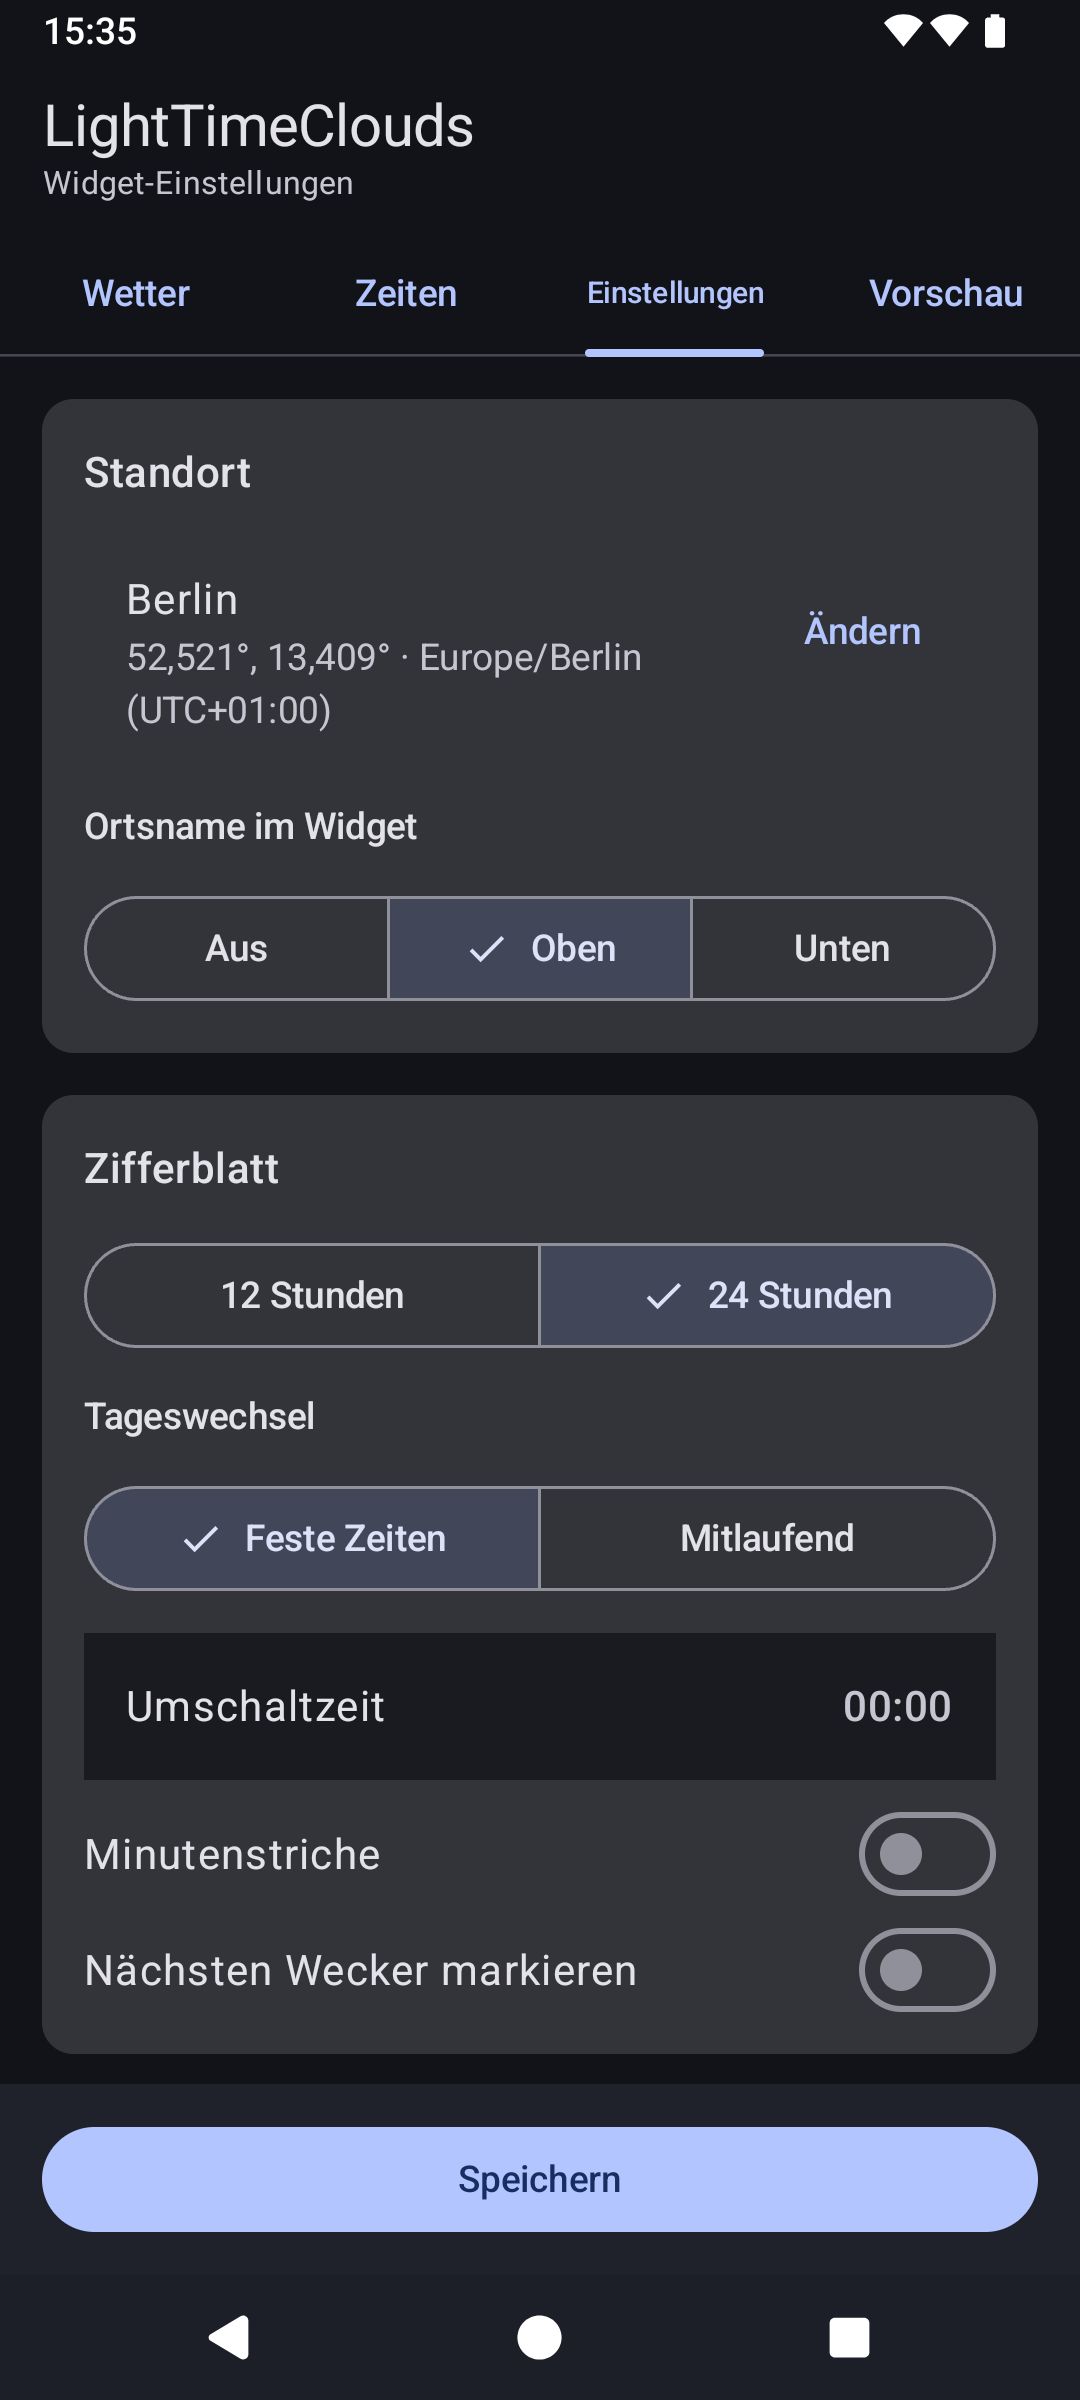 15:35
LightTimeClouds
Widget-Einstellungen
Wetter
Zeiten
Einstellungen
Vorschau
Standort
Berlin
52,521°, 13,409° · Europe/Berlin
(UTC+01:00)
Ändern
Ortsname im Widget
Aus
Oben
Unten
Zifferblatt
12 Stunden
24 Stunden
Tageswechsel
Feste Zeiten
Mitlaufend
Umschaltzeit
00:00
Minutenstriche
Nächsten Wecker markieren
Speichern